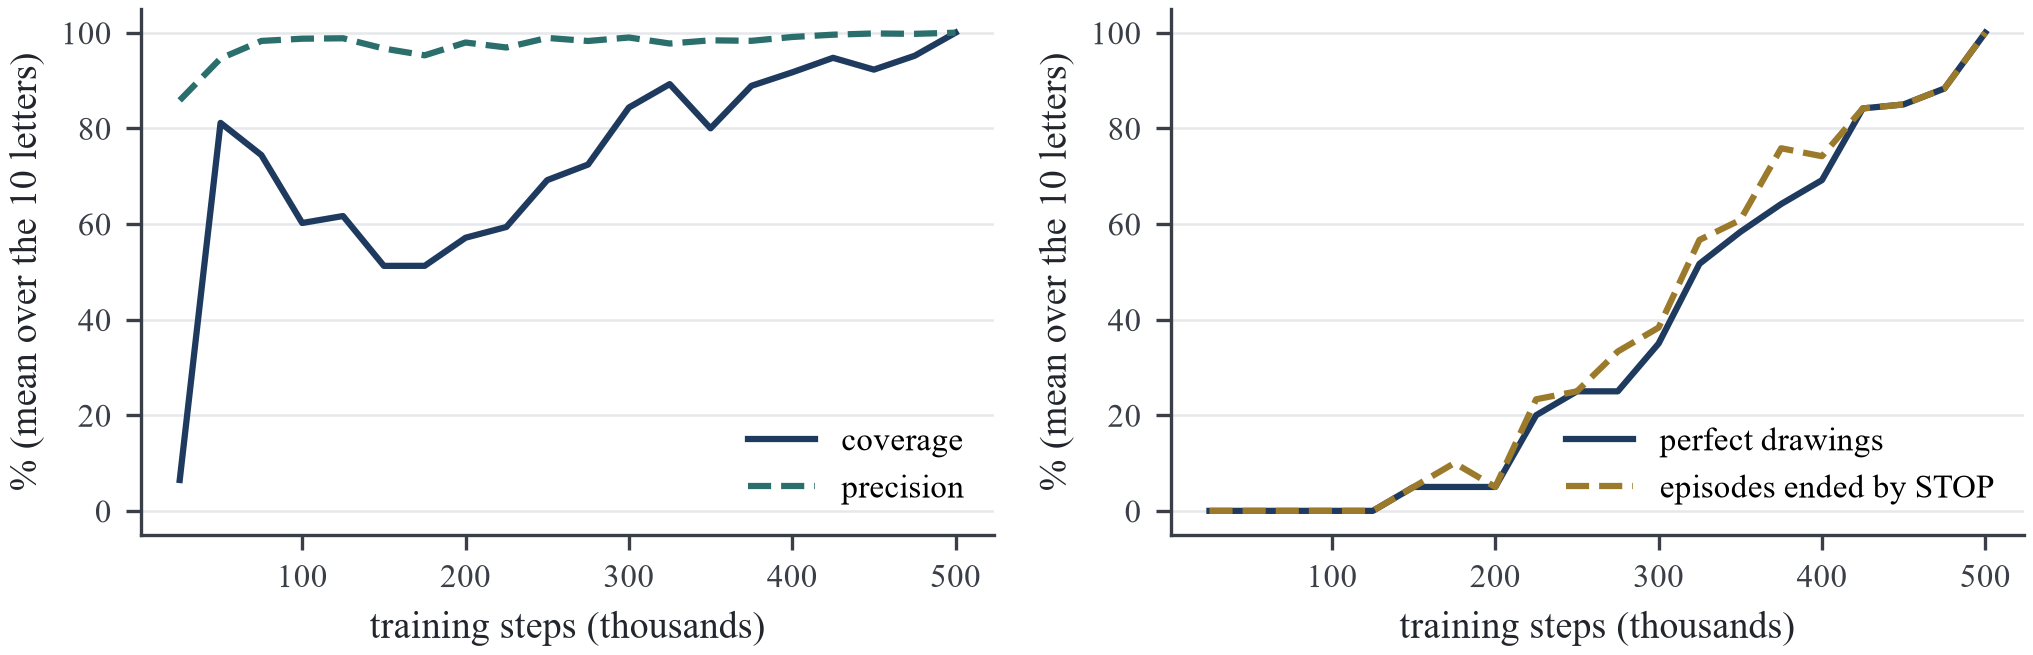 % (mean over the 10 letters)
100
80
60
40
20
0
coverage
precision
100 200 300 400 500
training steps (thousands)
% (mean over the 10 letters)
100
80
60
40
20
0
perfect drawings
episodes ended by STOP
100 200 300 400 500
training steps (thousands)